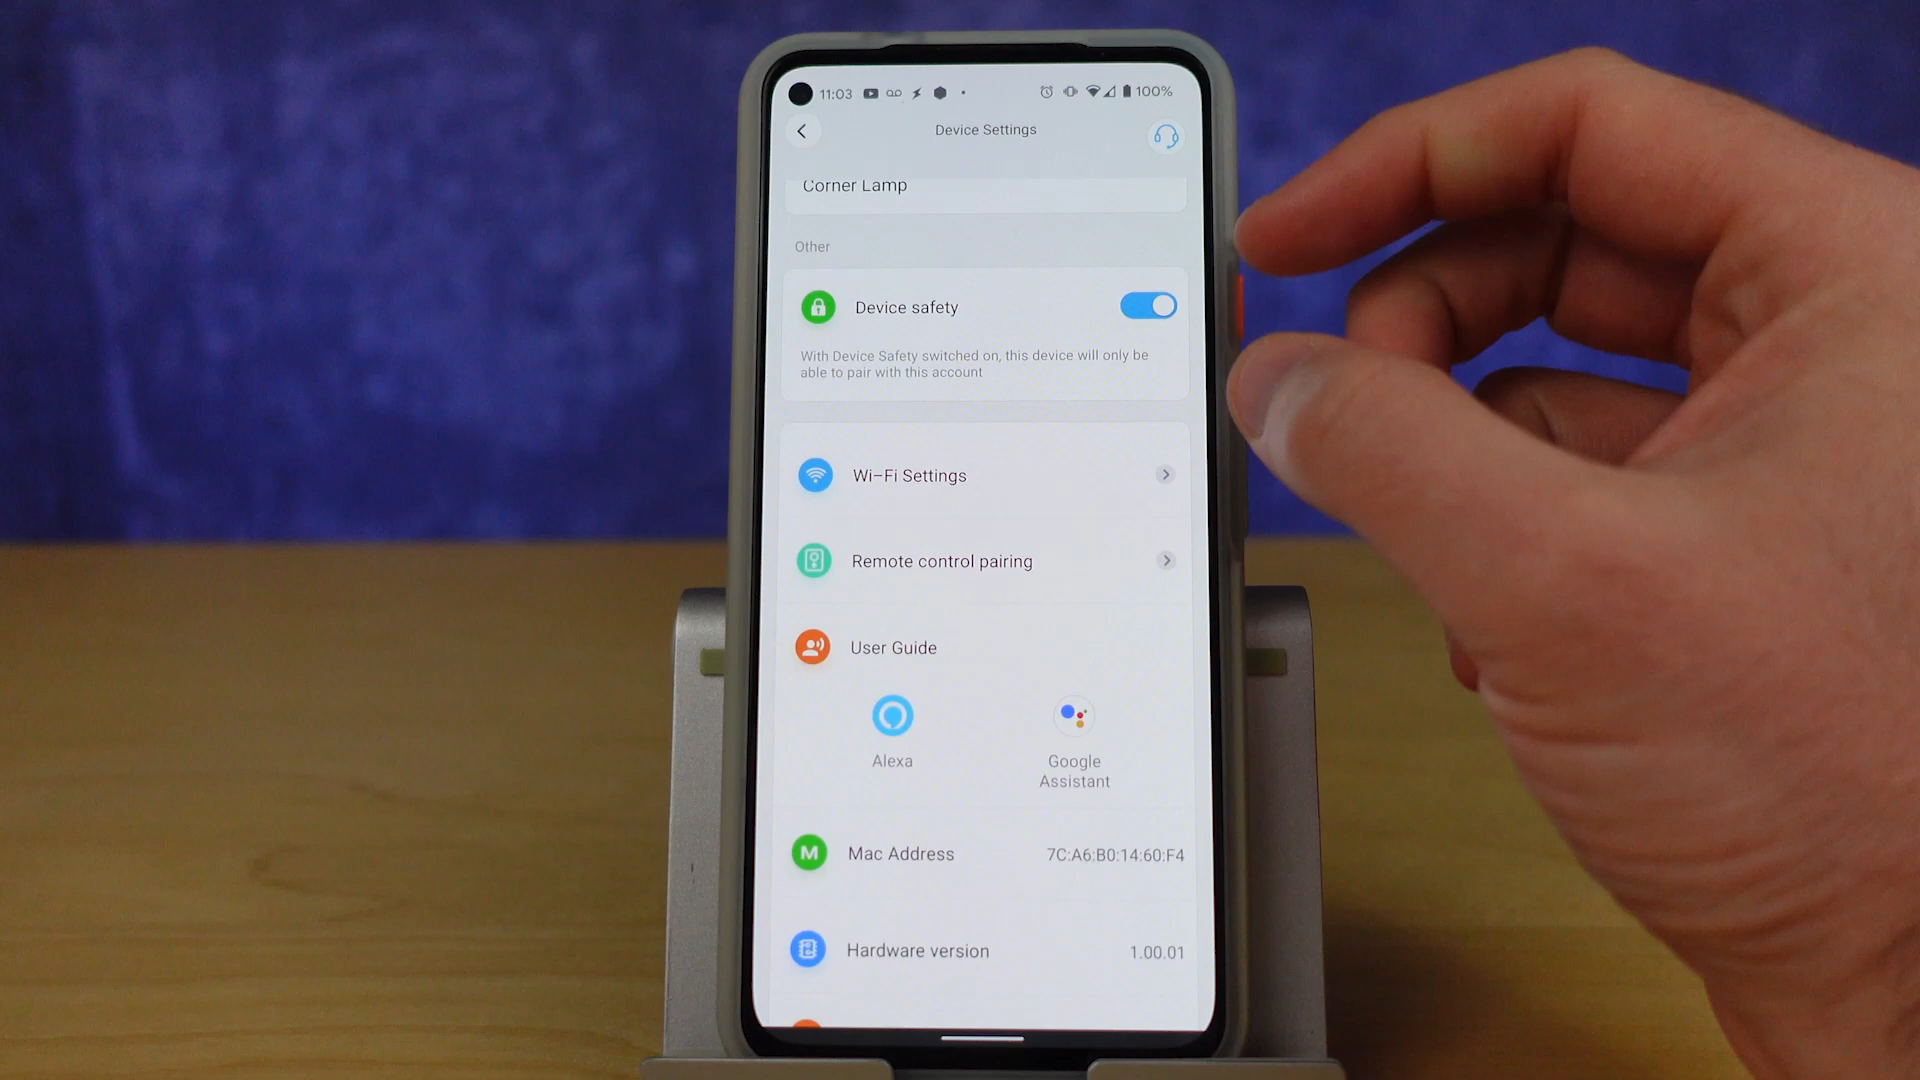 11:03
100%
Device Settings
Corner Lamp
Other
Device safety
With Device Safety switched on, this device will only be
able to pair with this account
Wi-Fi Settings
Remote control pairing
User Guide
Alexa
Google
Assistant
M
Mac Address 7C:A6:B0:14:60:F4
Hardware version 1.00.01